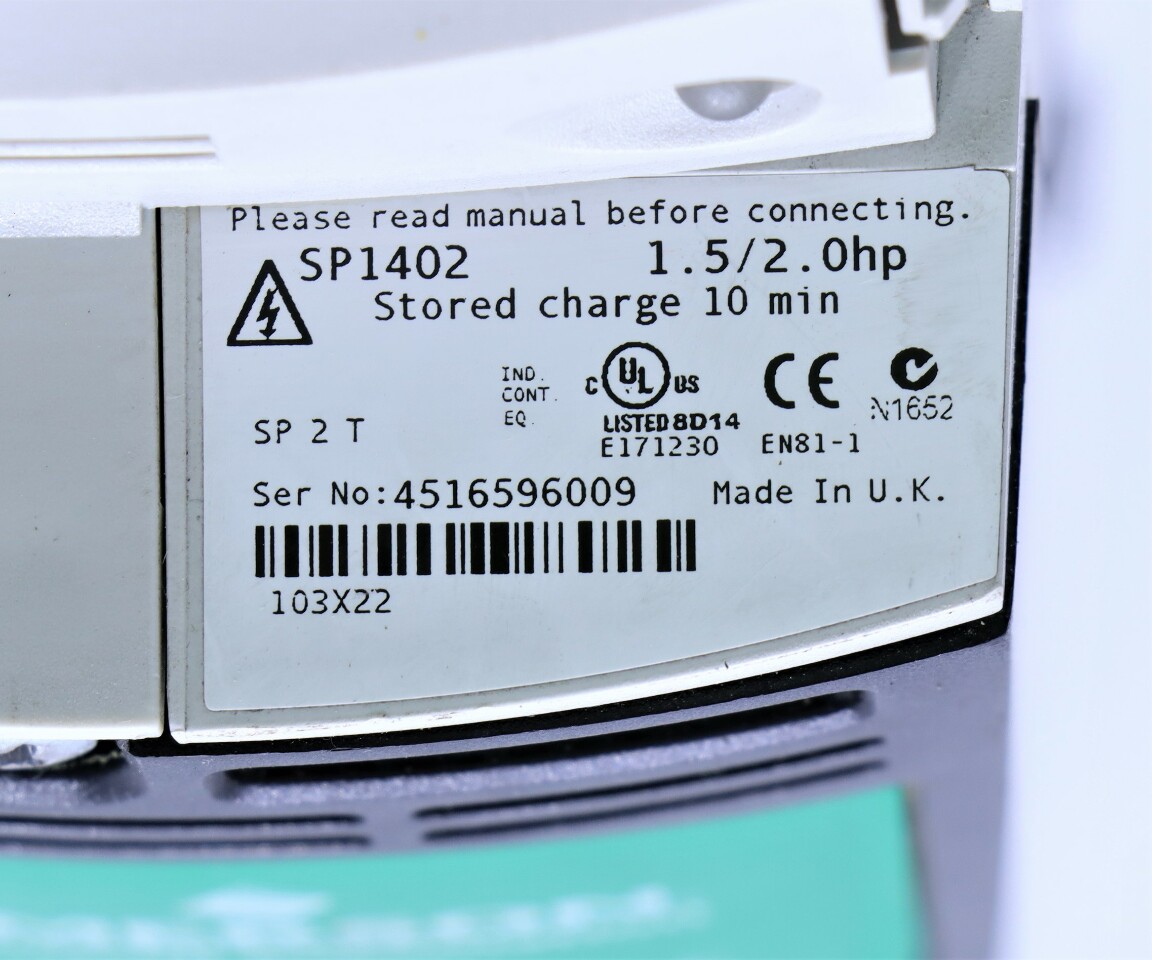 Please read manual before connecting.
SP1402 1.5/2.0hp
Stored charge 10 min
IND.
CONT.
EQ.
C UL US
LISTED 8D14
E171230
CE
EN81-1
N1652
SP 2 T
Ser No:4516596009 Made In U.K.
103X22